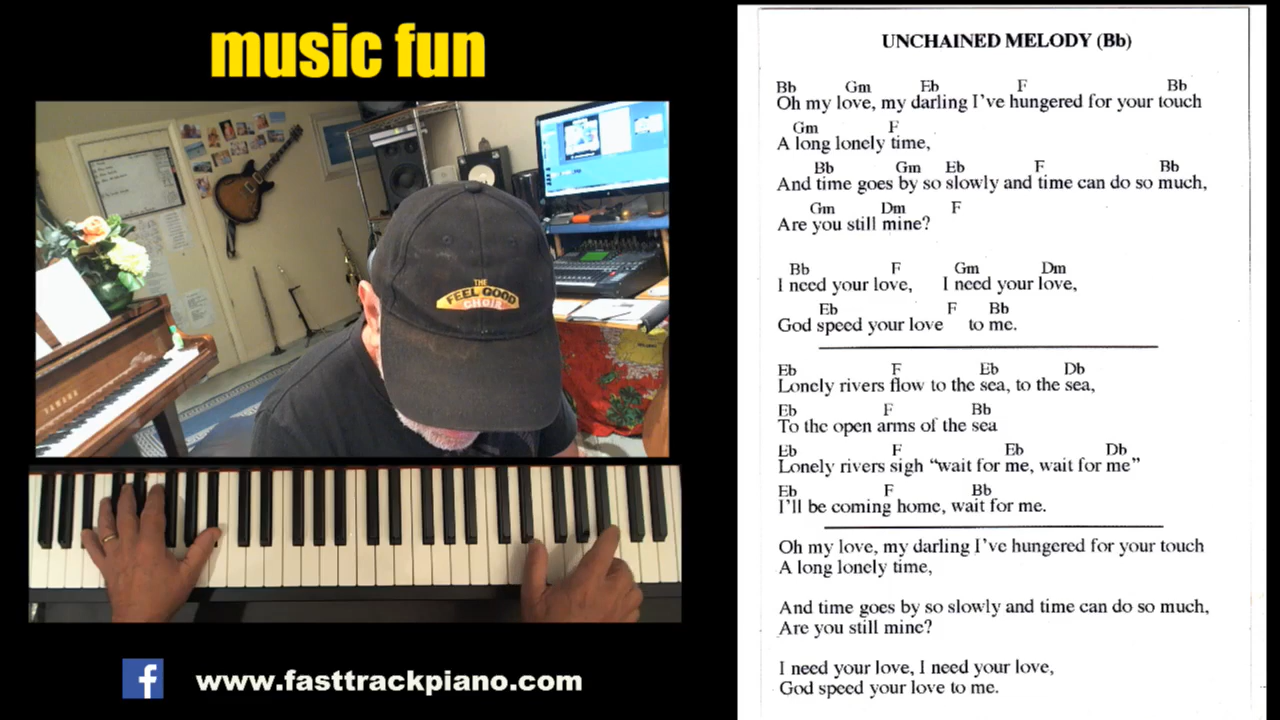 music fun
THE
FEEL GOOD
CHOIR
YAMAHA
www.fasttrackpiano.com
UNCHAINED MELODY (Bb)
Bb Gm Eb F Bb
Oh my love, my darling I've hungered for your touch
Gm F
A long lonely time,
Bb Gm Eb F Bb
And time goes by so slowly and time can do so much,
Gm Dm F
Are you still mine?
Bb F Gm Dm
I need your love, I need your love,
Eb F Bb
God speed your love to me.
Eb F Eb Db
Lonely rivers flow to the sea, to the sea,
Eb F Bb
To the open arms of the sea
Eb F Eb Db
Lonely rivers sigh “wait for me, wait for me”
Eb F Bb
I'll be coming home, wait for me.
Oh my love, my darling I've hungered for your touch
A long lonely time,
And time goes by so slowly and time can do so much,
Are you still mine?
I need your love, I need your love,
God speed your love to me.